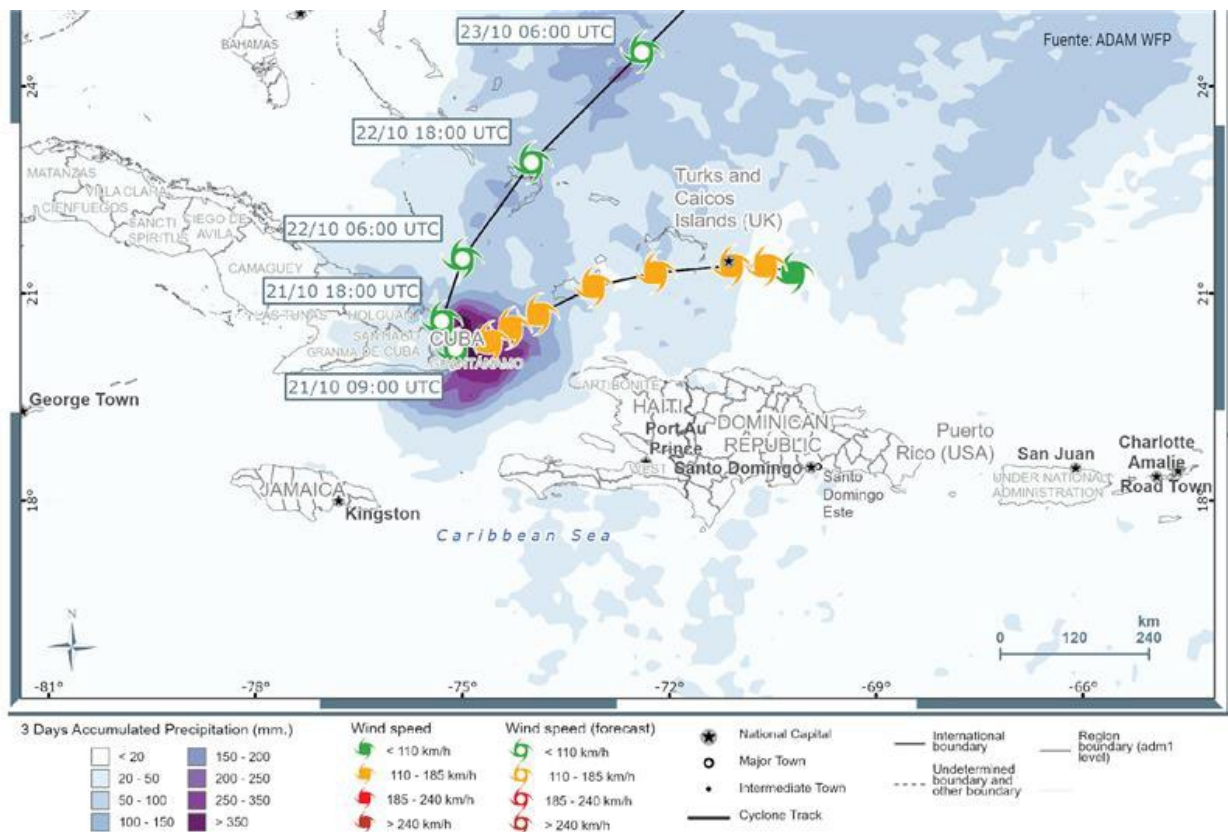 23/10 06:00 UTC
Fuente: ADAM WFP
BAHAMAS
24°
24°
22/10 18:00 UTC
MATANZAS
VILLA CLARA
CIENFUEGOS
SANCTI
SPIRITUS
CIEGO DE
AVILA
Turks and
Caicos
Islands (UK)
22/10 06:00 UTC
CAMAGUEY
21/10 18:00 UTC
21°
21°
LAS TUNAS
HOLGUIN
CUBA
GRANMA
DE CUBA
GUANTÁNAMO
21/10 09:00 UTC
George Town
ARTIBONITE
HAITI
Port Au
Prince
WEST
DOMINICAN
REPUBLIC
Santo Domingo
Santo
Domingo
Este
Puerto
Rico (USA)
San Juan
UNDER NATIONAL
ADMINISTRATION
Charlotte
Amalie
Road Town
18°
18°
JAMAICA
Kingston
Caribbean Sea
N
km
0 120 240
-81° -78° -75° -72° -69° -66°
3 Days Accumulated Precipitation (mm.)
< 20
20 - 50
50 - 100
100 - 150
150 - 200
200 - 250
250 - 350
> 350
Wind speed
< 110 km/h
110 - 185 km/h
185 - 240 km/h
> 240 km/h
Wind speed (forecast)
< 110 km/h
110 - 185 km/h
185 - 240 km/h
> 240 km/h
National Capital
Major Town
Intermediate Town
Cyclone Track
International
boundary
Undetermined
boundary and
other boundary
Region
boundary (adm1
level)